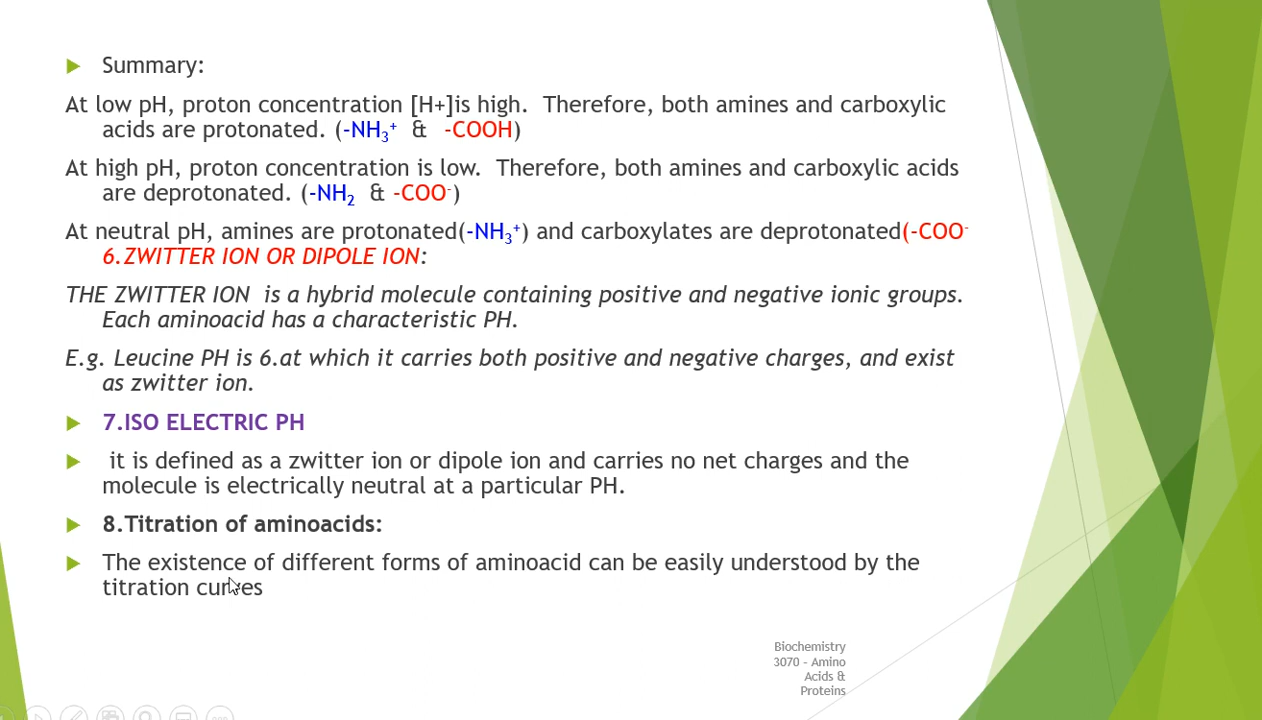 Summary:
At low pH, proton concentration [H+]is high.  Therefore, both amines and carboxylic
acids are protonated. (-NH₃⁺  &  -COOH)
At high pH, proton concentration is low.  Therefore, both amines and carboxylic acids
are deprotonated. (-NH₂  & -COO⁻)
At neutral pH, amines are protonated(-NH₃⁺) and carboxylates are deprotonated(-COO⁻
6.ZWITTER ION OR DIPOLE ION:
THE ZWITTER ION  is a hybrid molecule containing positive and negative ionic groups.
Each aminoacid has a characteristic PH.
E.g. Leucine PH is 6.at which it carries both positive and negative charges, and exist
as zwitter ion.
7.ISO ELECTRIC PH
it is defined as a zwitter ion or dipole ion and carries no net charges and the
molecule is electrically neutral at a particular PH.
8.Titration of aminoacids:
The existence of different forms of aminoacid can be easily understood by the
titration curves
Biochemistry
3070 - Amino
Acids &
Proteins